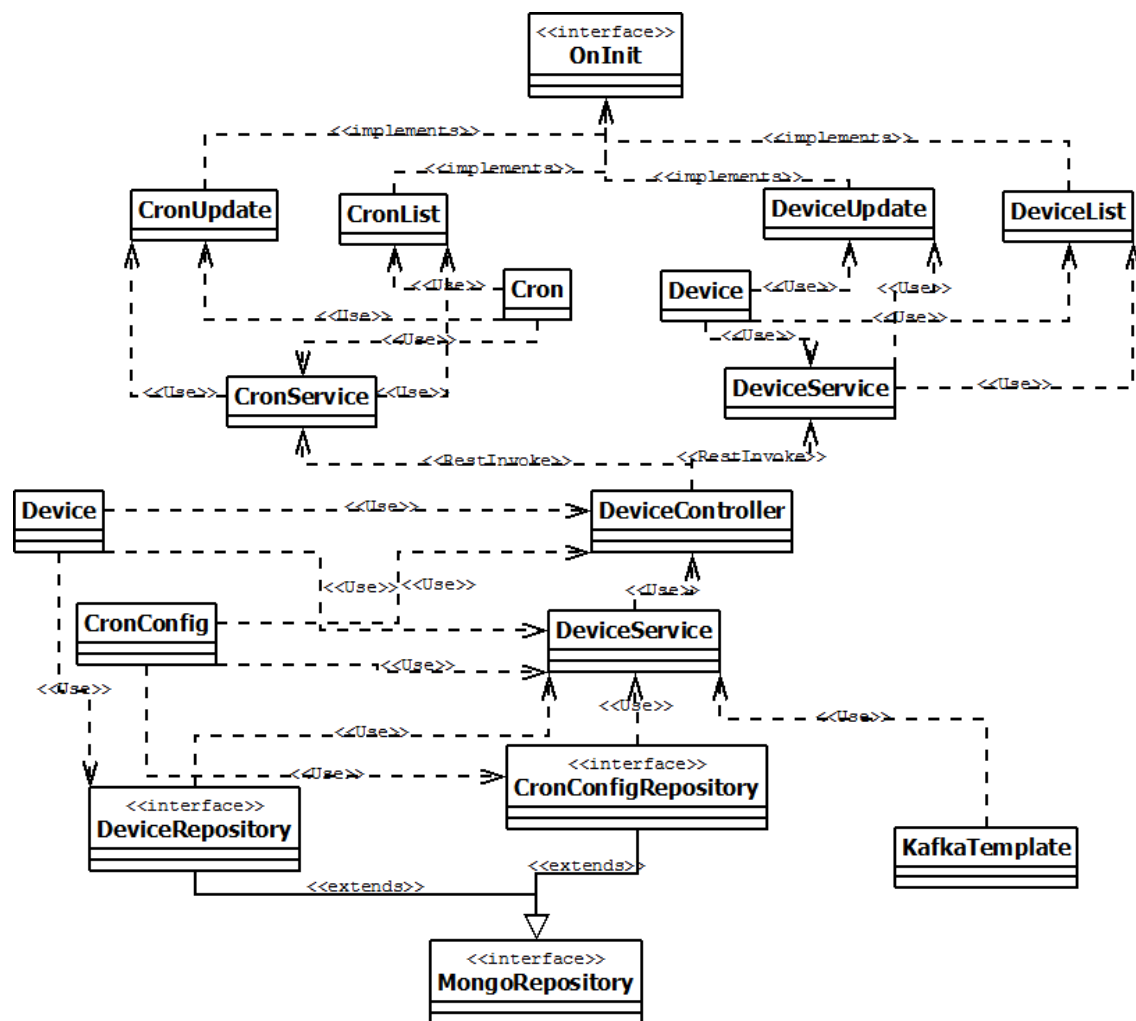 <<interface>>
OnInit
<<implements>>
<<implements>>
<<implements>>
<<implements>>
CronUpdate
CronList
DeviceUpdate
DeviceList
<<Use>>
Cron
Device
<<Use>>
<<Use>>
<<Use>>
<<Use>>
<<Use>>
<<Use>>
CronService
<<Use>>
<<Use>>
DeviceService
<<Use>>
<<RestInvoke>>
<<RestInvoke>>
Device
<<Use>>
DeviceController
<<Use>>
<<Use>>
<<Use>>
CronConfig
DeviceService
<<Use>>
<<Use>>
<<Use>>
<<Use>>
<<Use>>
<<Use>>
<<interface>>
CronConfigRepository
<<interface>>
DeviceRepository
KafkaTemplate
<<extends>>
<<extends>>
<<interface>>
MongoRepository